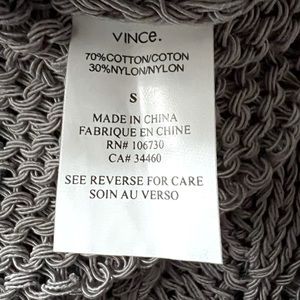 VINCE.
70%COTTON/COTON
30%NYLON/NYLON
S
MADE IN CHINA
FABRIQUE EN CHINE
RN# 106730
CA# 34460
SEE REVERSE FOR CARE
SOIN AU VERSO